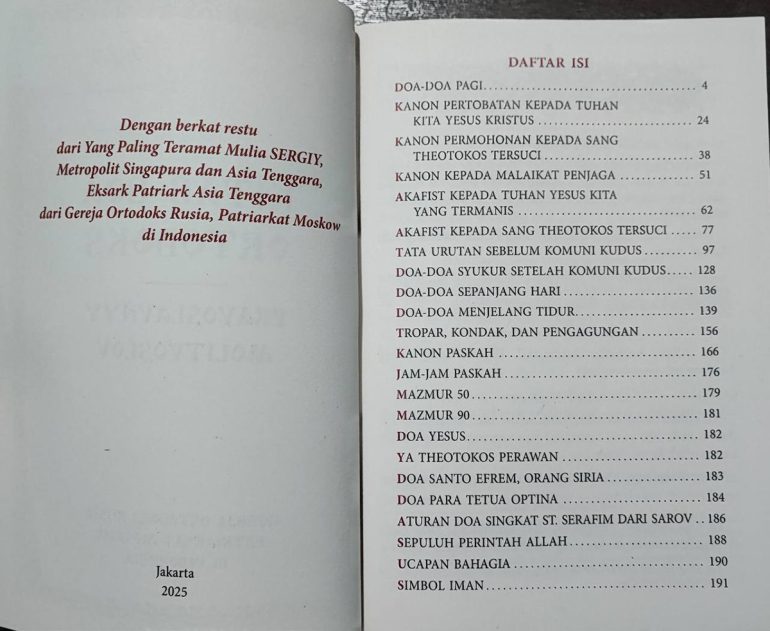 Dengan berkat restu
dari Yang Paling Teramat Mulia SERGIY,
Metropolit Singapura dan Asia Tenggara,
Eksark Patriark Asia Tenggara
dari Gereja Ortodoks Rusia, Patriarkat Moskow
di Indonesia
Jakarta
2025
DAFTAR ISI
DOA-DOA PAGI 4
KANON PERTOBATAN KEPADA TUHAN
KITA YESUS KRISTUS 24
KANON PERMOHONAN KEPADA SANG
THEOTOKOS TERSUCI 38
KANON KEPADA MALAIKAT PENJAGA 51
AKAFIST KEPADA TUHAN YESUS KITA
YANG TERMANIS 62
AKAFIST KEPADA SANG THEOTOKOS TERSUCI 77
TATA URUTAN SEBELUM KOMUNI KUDUS 97
DOA-DOA SYUKUR SETELAH KOMUNI KUDUS 128
DOA-DOA SEPANJANG HARI 136
DOA-DOA MENJELANG TIDUR 139
TROPAR, KONDAK, DAN PENGAGUNGAN 156
KANON PASKAH 166
JAM-JAM PASKAH 176
MAZMUR 50 179
MAZMUR 90 181
DOA YESUS 182
YA THEOTOKOS PERAWAN 182
DOA SANTO EFREM, ORANG SIRIA 183
DOA PARA TETUA OPTINA 184
ATURAN DOA SINGKAT ST. SERAFIM DARI SAROV 186
SEPULUH PERINTAH ALLAH 188
UCAPAN BAHAGIA 190
SIMBOL IMAN 191